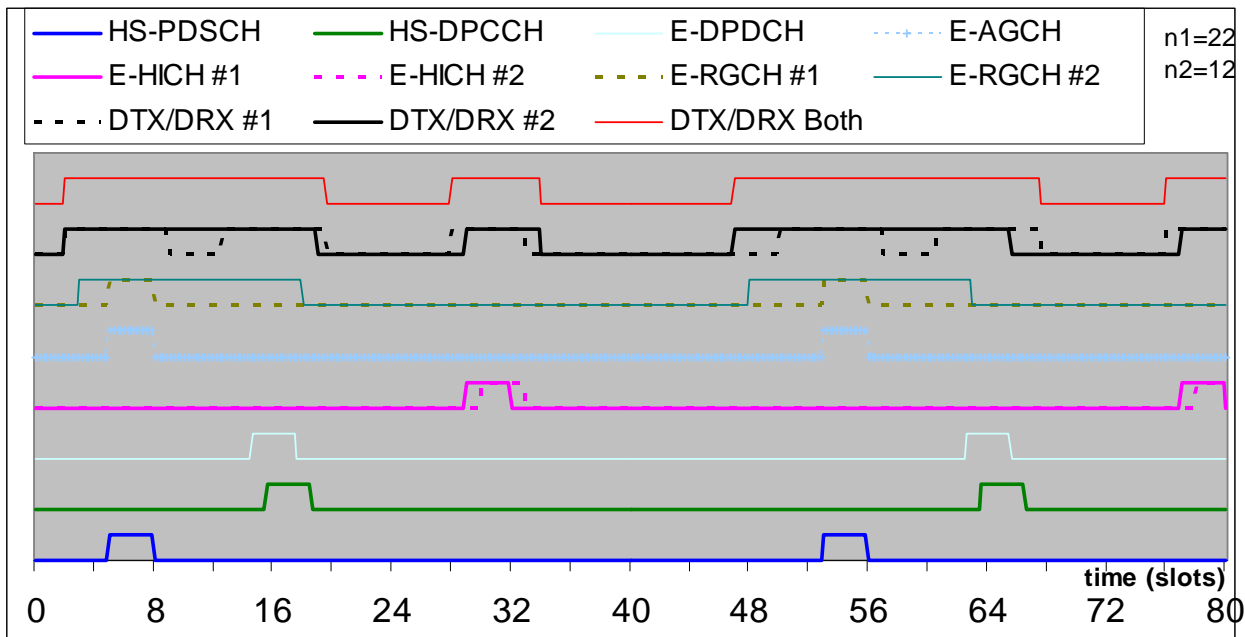 HS-PDSCH HS-DPCCH E-DPDCH E-AGCH n1=22
E-HICH #1 E-HICH #2 E-RGCH #1 E-RGCH #2 n2=12
DTX/DRX #1 DTX/DRX #2 DTX/DRX Both
time (slots)
0 8 16 24 32 40 48 56 64 72 80